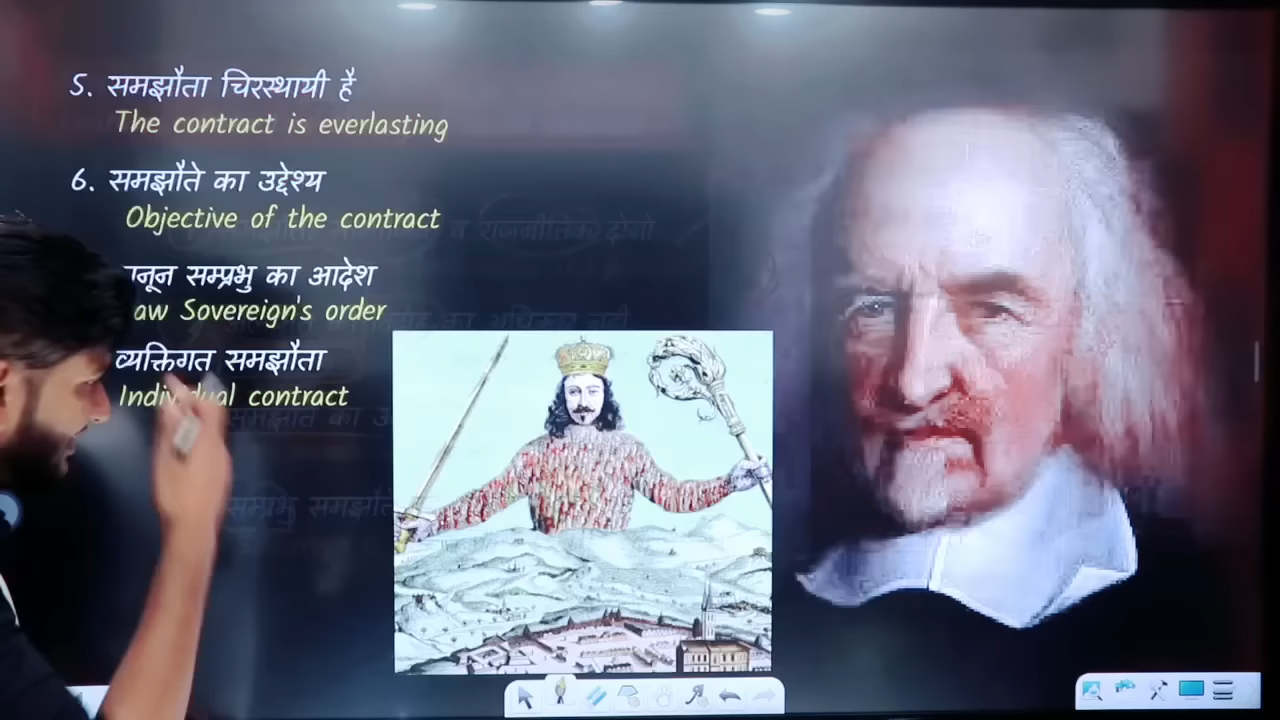 5. समझौता चिरस्थायी है
The contract is everlasting
6. समझौते का उद्देश्य
Objective of the contract
सम्प्रभु का आदेश
Sovereign's order
व्यक्तिगत समझौता
Individual contract